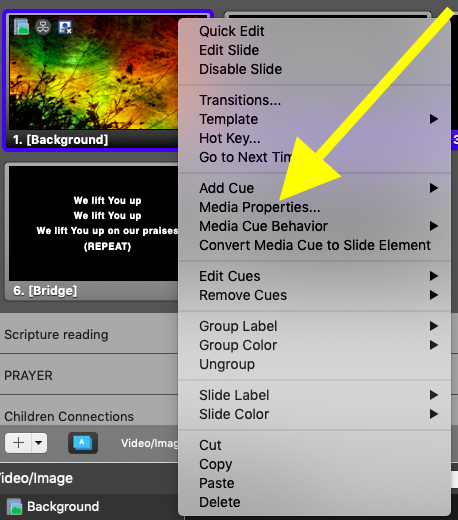 1. [Background]
We lift You up
We lift You up
We lift You up on our praises
(REPEAT)
6. [Bridge]
Scripture reading
PRAYER
Children Connections
A
Video/Imag
Video/Image
Background
Quick Edit
Edit Slide
Disable Slide
Transitions...
Template
Hot Key...
Go to Next Tim
Add Cue
Media Properties...
Media Cue Behavior
Convert Media Cue to Slide Element
Edit Cues
Remove Cues
Group Label
Group Color
Ungroup
Slide Label
Slide Color
Cut
Copy
Paste
Delete
3